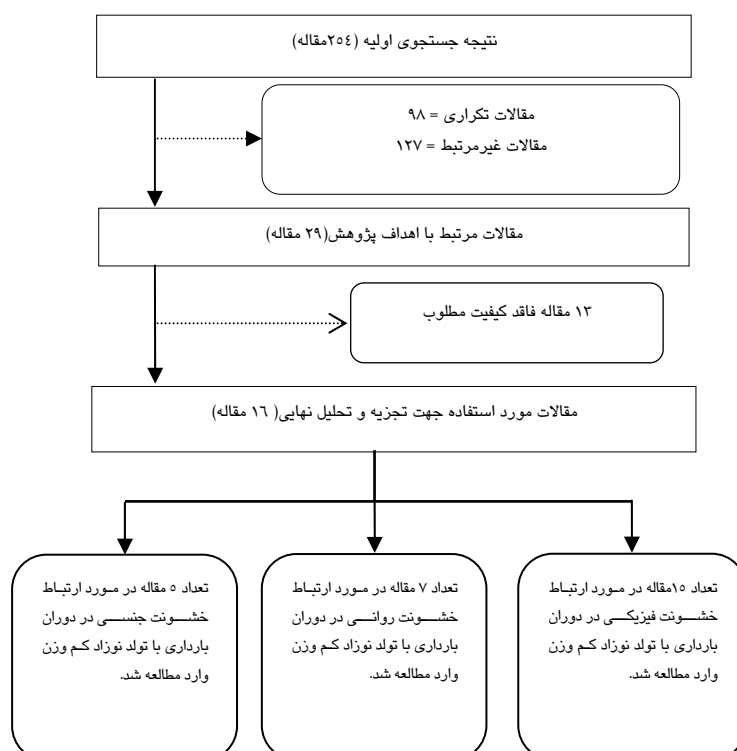 نتیجه جستجوی اولیه (۲۵۴مقاله)
مقالات تکراری = ۹۸
مقالات غیرمرتبط = ۱۲۷
مقالات مرتبط با اهداف پژوهش(۲۹ مقاله)
۱۳ مقاله فاقد کیفیت مطلوب
مقالات مورد استفاده جهت تجزیه و تحلیل نهایی( ۱۶ مقاله)
تعداد ۱۵مقاله در مورد ارتباط
خشونت فیزیکی در دوران
بارداری با تولد نوزاد کم وزن
وارد مطالعه شد.
تعداد ۷ مقاله در مورد ارتباط
خشونت روانی در دوران
بارداری با تولد نوزاد کم وزن
وارد مطالعه شد.
تعداد ۵ مقاله در مورد ارتباط
خشونت جنسی در دوران
بارداری با تولد نوزاد کم وزن
وارد مطالعه شد.